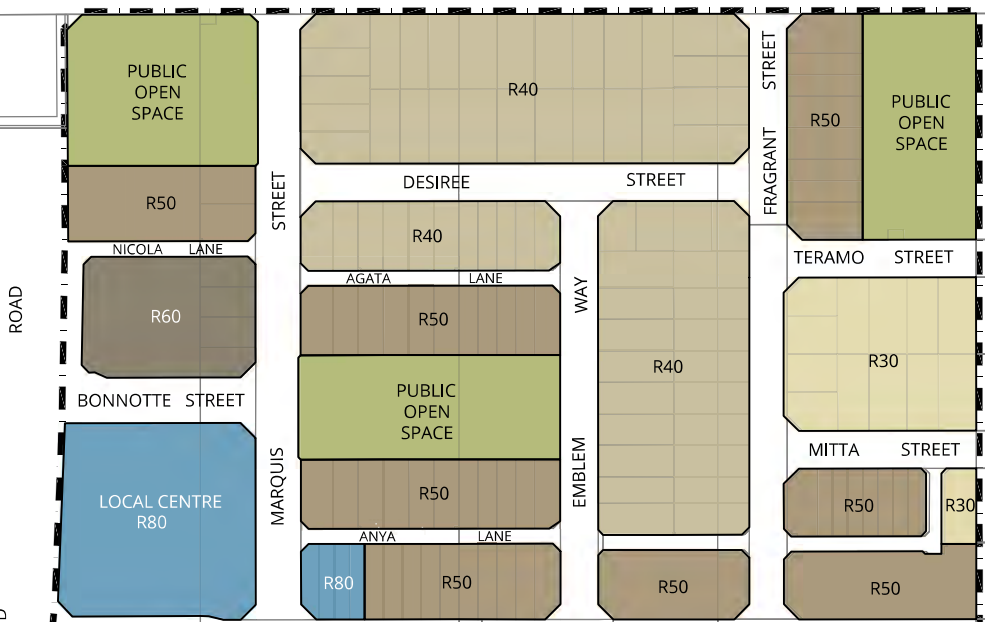 PUBLIC
OPEN
SPACE
R50
NICOLA LANE
R60
BONNOTTE STREET
LOCAL CENTRE
R80
ROAD
STREET
MARQUIS
R40
DESIREE STREET
R40
AGATA LANE
R50
PUBLIC
OPEN
SPACE
R50
ANYA LANE
R80
R50
WAY
EMBLEM
R40
R50
STREET
FRAGRANT
R50
PUBLIC
OPEN
SPACE
TERAMO STREET
R30
MITTA STREET
R50
R30
R50